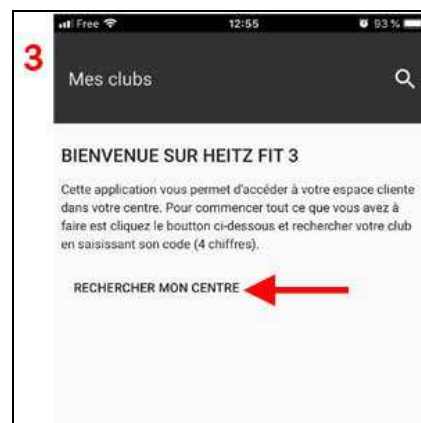 Free 12:55 93 %
3
Mes clubs
BIENVENUE SUR HEITZ FIT 3
Cette application vous permet d'accéder à votre espace cliente
dans votre centre. Pour commencer tout ce que vous avez à
faire est cliquez le bouton ci-dessous et rechercher votre club
en saisissant son code (4 chiffres).
RECHERCHER MON CENTRE